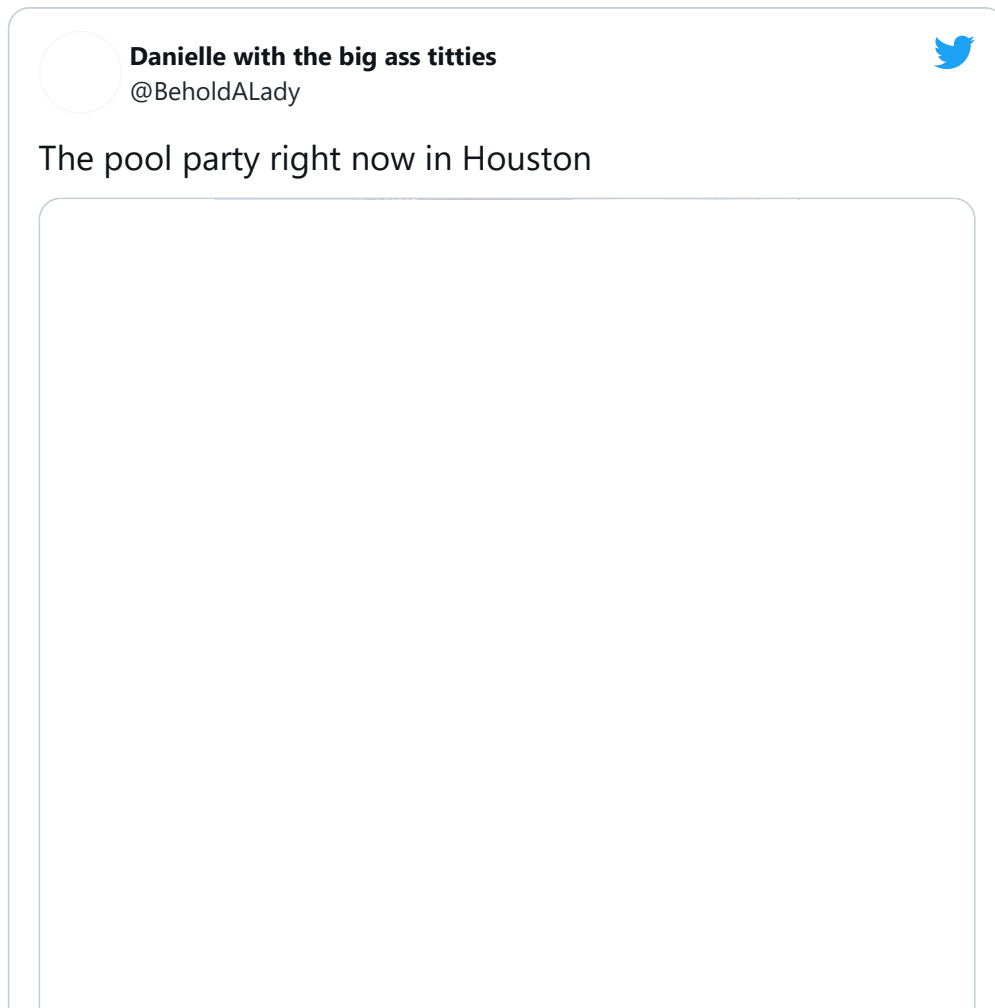 Danielle with the big ass titties
@BeholdALady
The pool party right now in Houston